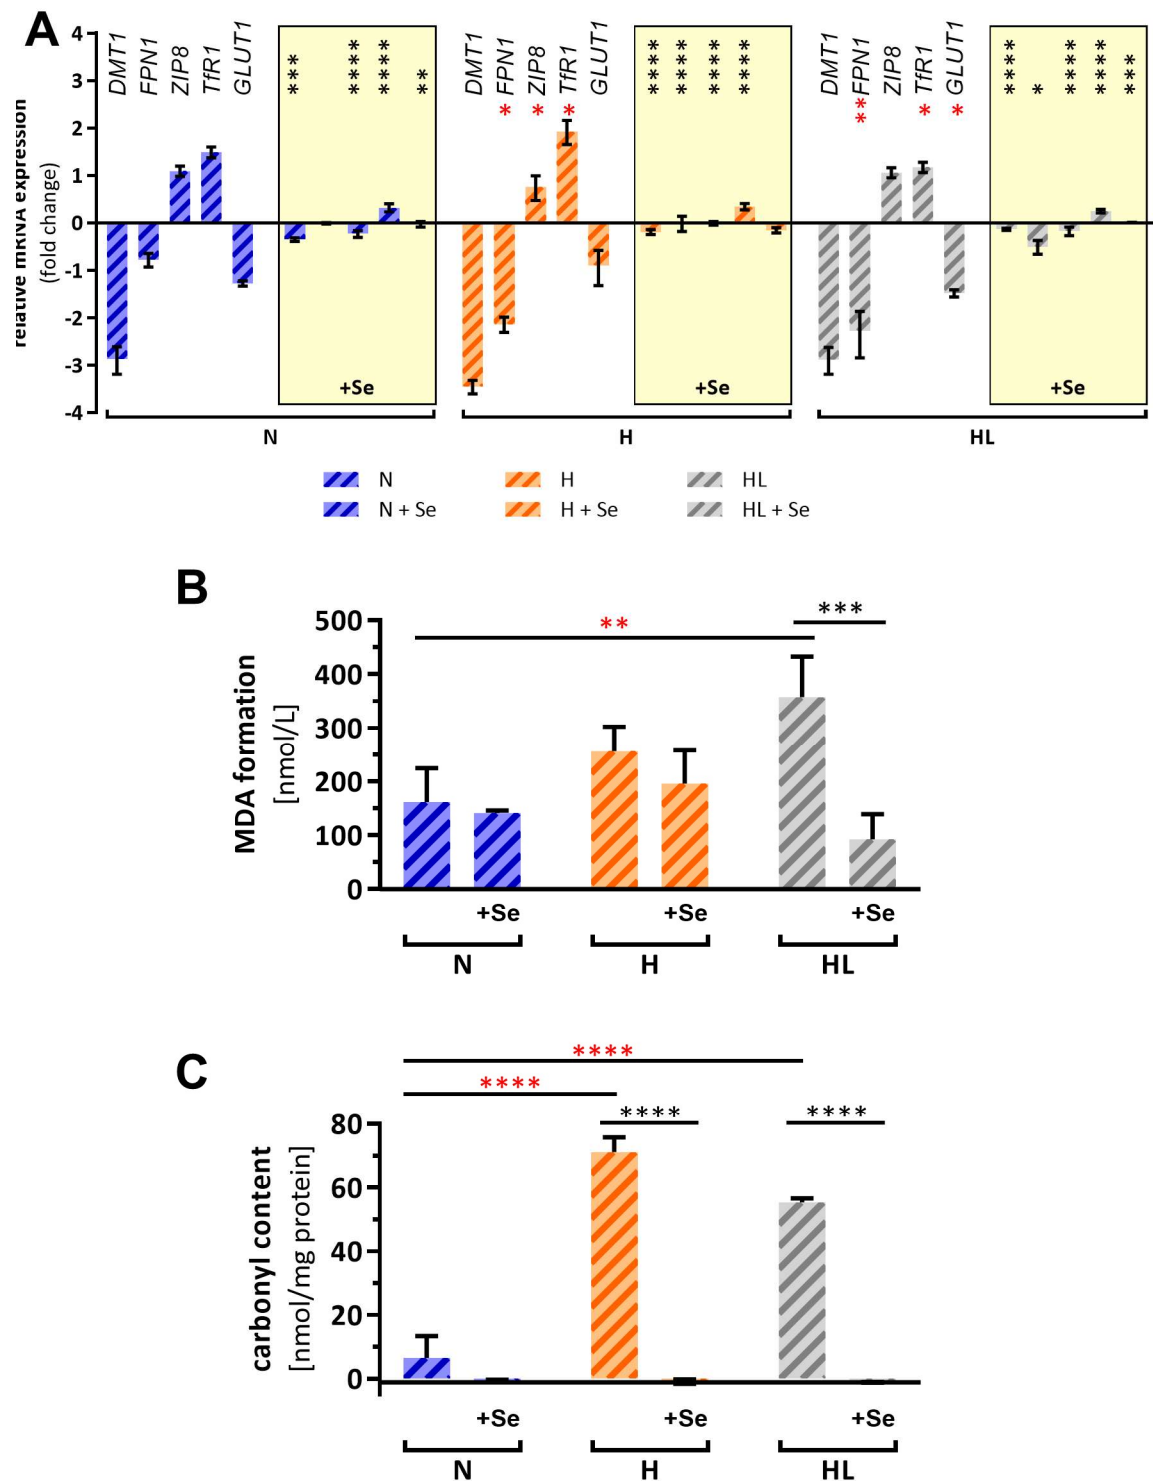 A
relative mRNA expression
(fold change)
4
3
2
1
0
-1
-2
-3
-4
DMT1
FPN1
ZIP8
TfR1
GLUT1
***
****
****
**
+Se
N
DMT1
FPN1
ZIP8
TfR1
GLUT1
*
*
*
****
****
****
****
+Se
H
DMT1
FPN1
ZIP8
TfR1
GLUT1
**
*
*
****
*
****
****
***
+Se
HL
N
H
HL
N + Se
H + Se
HL + Se
B
MDA formation
[nmol/L]
500
400
300
200
100
0
**
***
+Se
+Se
+Se
N
H
HL
C
carbonyl content
[nmol/mg protein]
80
60
40
20
0
****
****
****
****
+Se
+Se
+Se
N
H
HL